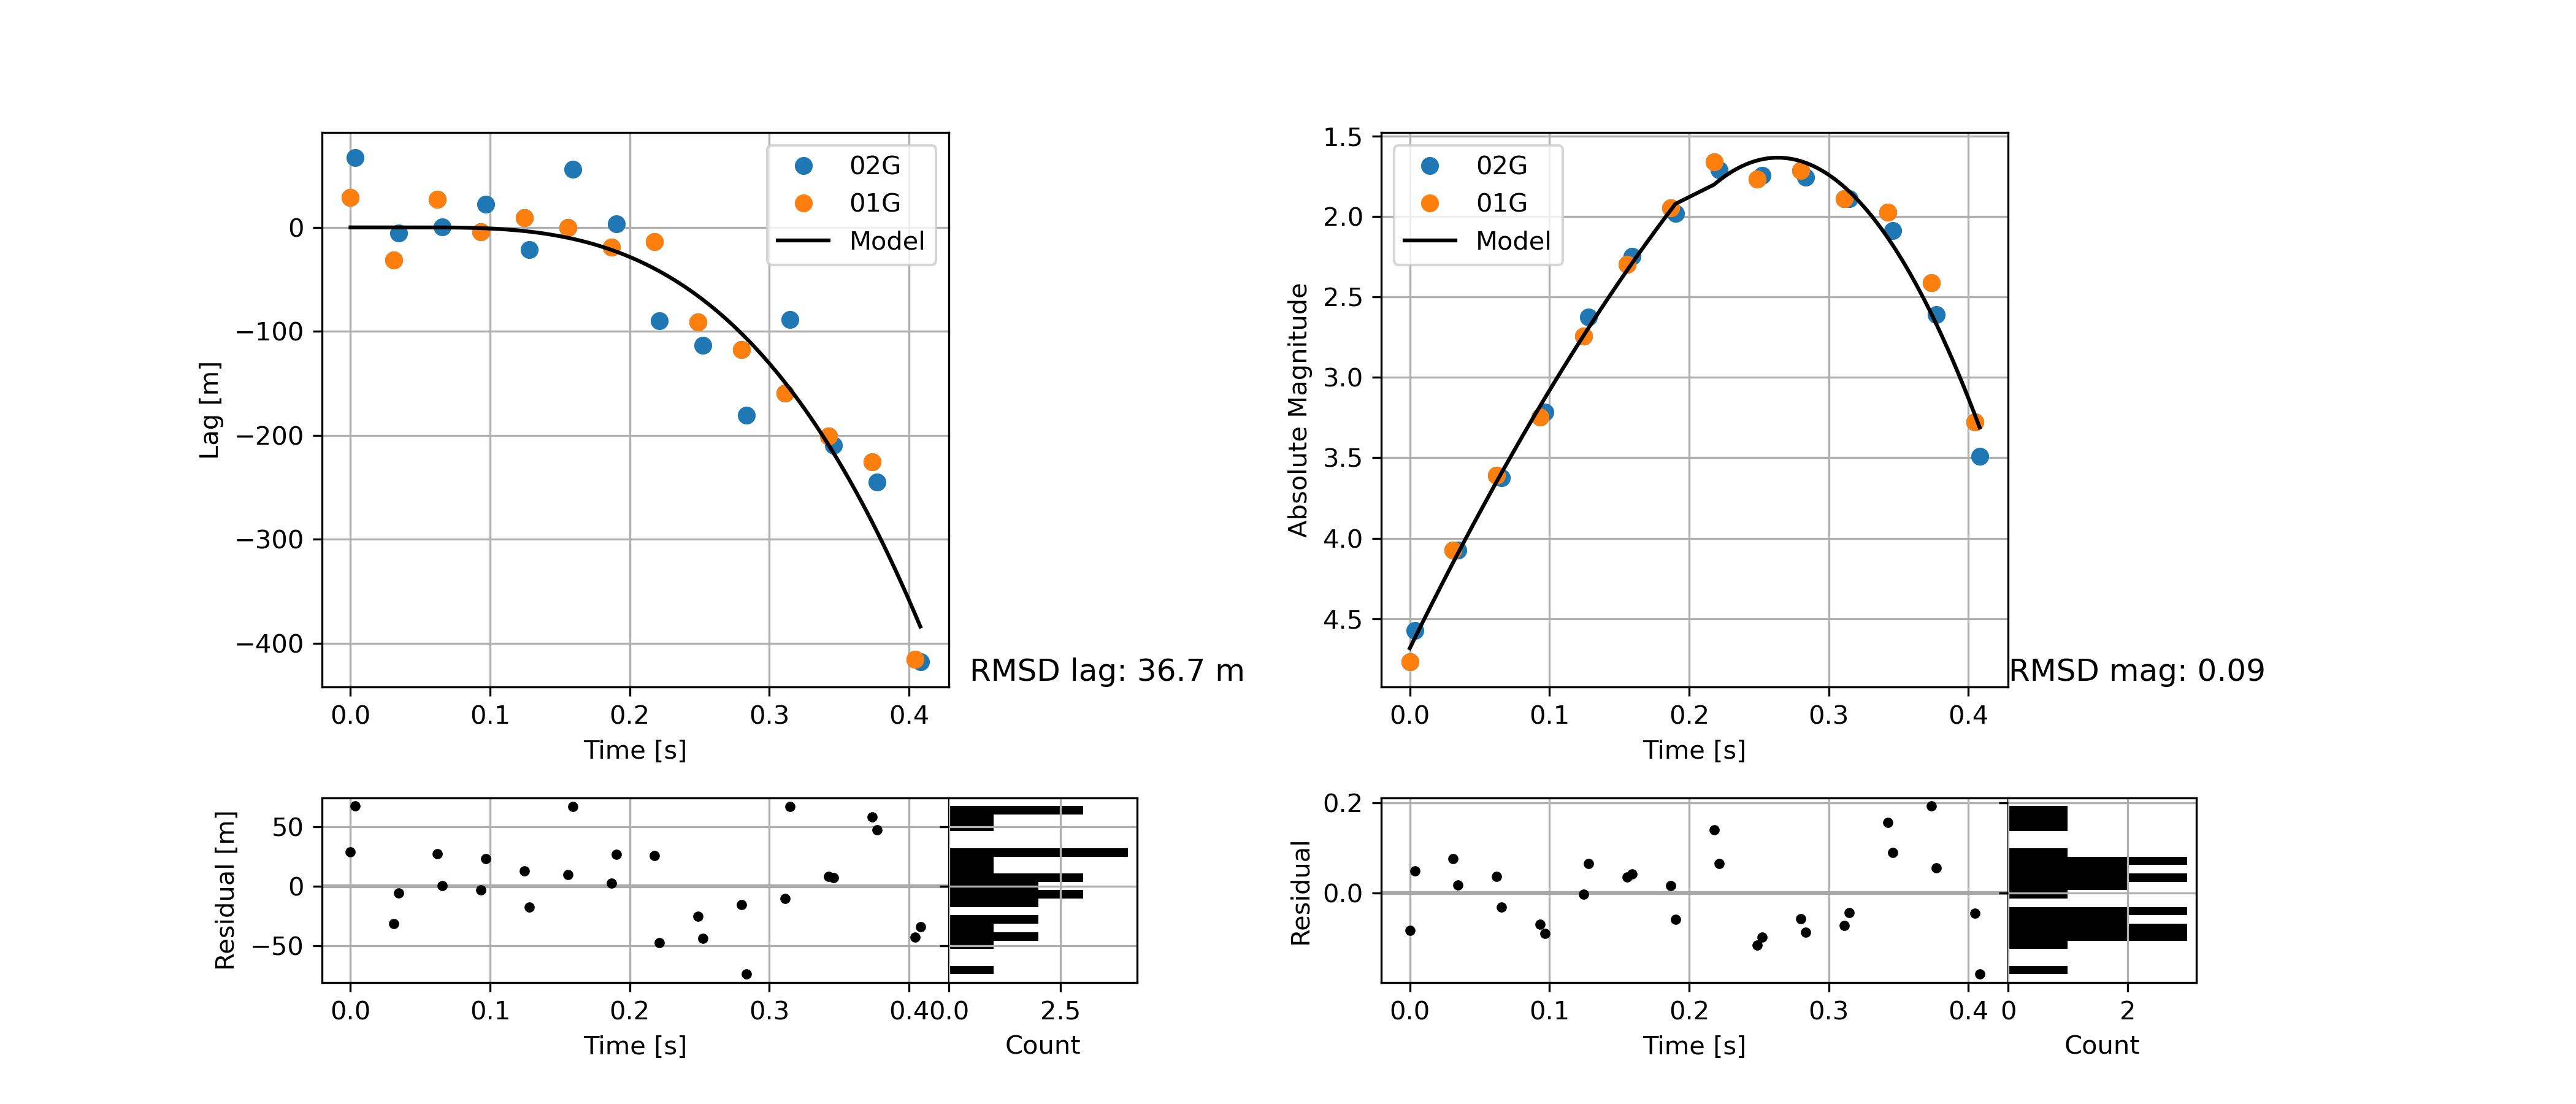 02G
01G
Model
0
−100
−200
−300
−400
Lag [m]
0.0 0.1 0.2 0.3 0.4
Time [s]
RMSD lag: 36.7 m
02G
01G
Model
1.5
2.0
2.5
3.0
3.5
4.0
4.5
Absolute Magnitude
0.0 0.1 0.2 0.3 0.4
Time [s]
RMSD mag: 0.09
50
0
−50
Residual [m]
0.0 0.1 0.2 0.3 0.4
Time [s]
0.0 2.5
Count
0.2
0.0
Residual
0.0 0.1 0.2 0.3 0.4
Time [s]
0 2
Count